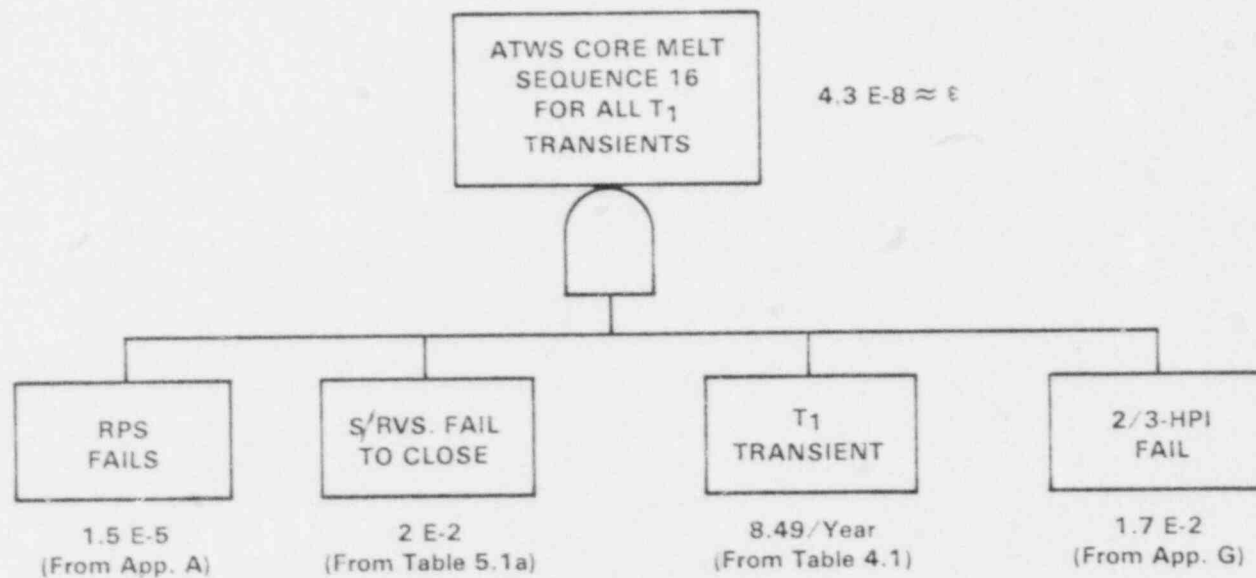 ATWS CORE MELT
SEQUENCE 16
FOR ALL T1
TRANSIENTS
4.3 E-8 ≈ ε
RPS
FAILS
1.5 E-5
(From App. A)
S/RVS. FAIL
TO CLOSE
2 E-2
(From Table 5.1a)
T1
TRANSIENT
8.49/Year
(From Table 4.1)
2/3-HPI
FAIL
1.7 E-2
(From App. G)